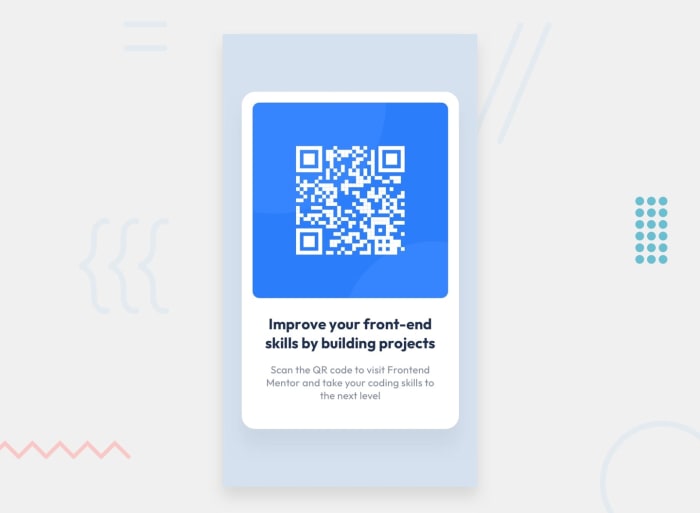 Improve your front-end
skills by building projects
Scan the QR code to visit Frontend
Mentor and take your coding skills to
the next level